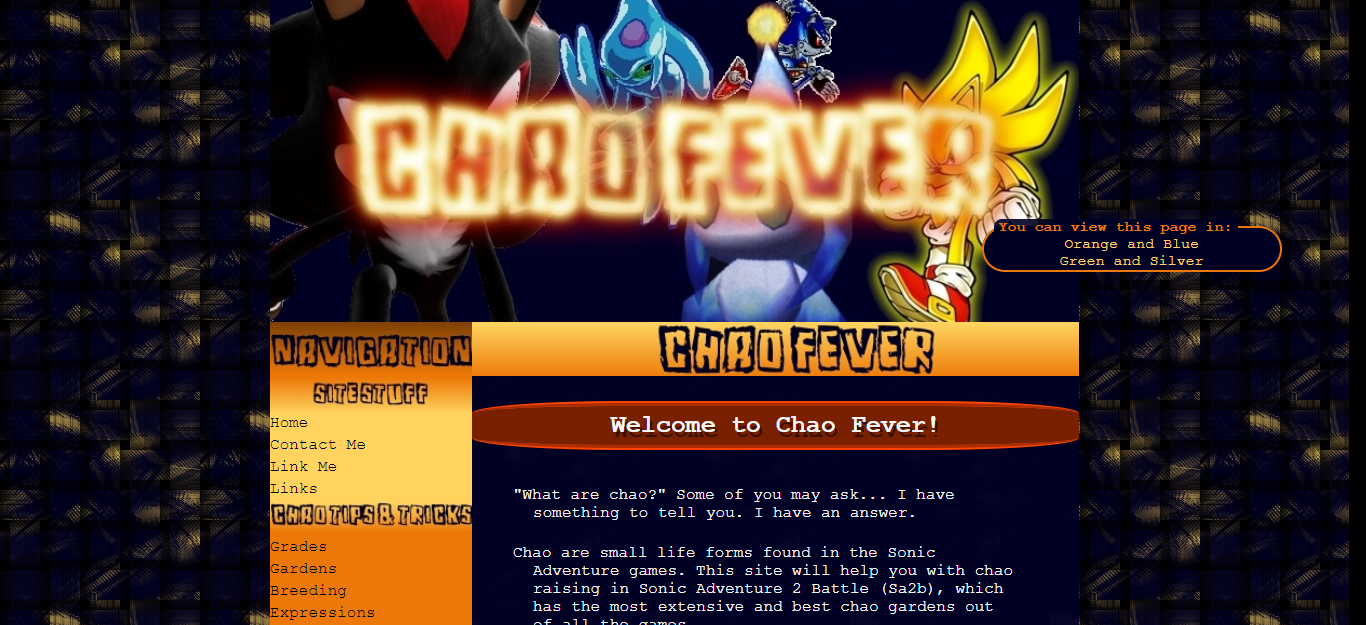 CHAO FEVER
You can view this page in:
Orange and Blue
Green and Silver
NAVIGATION
SITE STUFF
Home
Contact Me
Link Me
Links
CHAO TIPS & TRICKS
Grades
Gardens
Breeding
Expressions
CHAO FEVER
Welcome to Chao Fever!
"What are chao?" Some of you may ask... I have
something to tell you. I have an answer.
Chao are small life forms found in the Sonic
Adventure games. This site will help you with chao
raising in Sonic Adventure 2 Battle (Sa2b), which
has the most extensive and best chao gardens out
of all the games